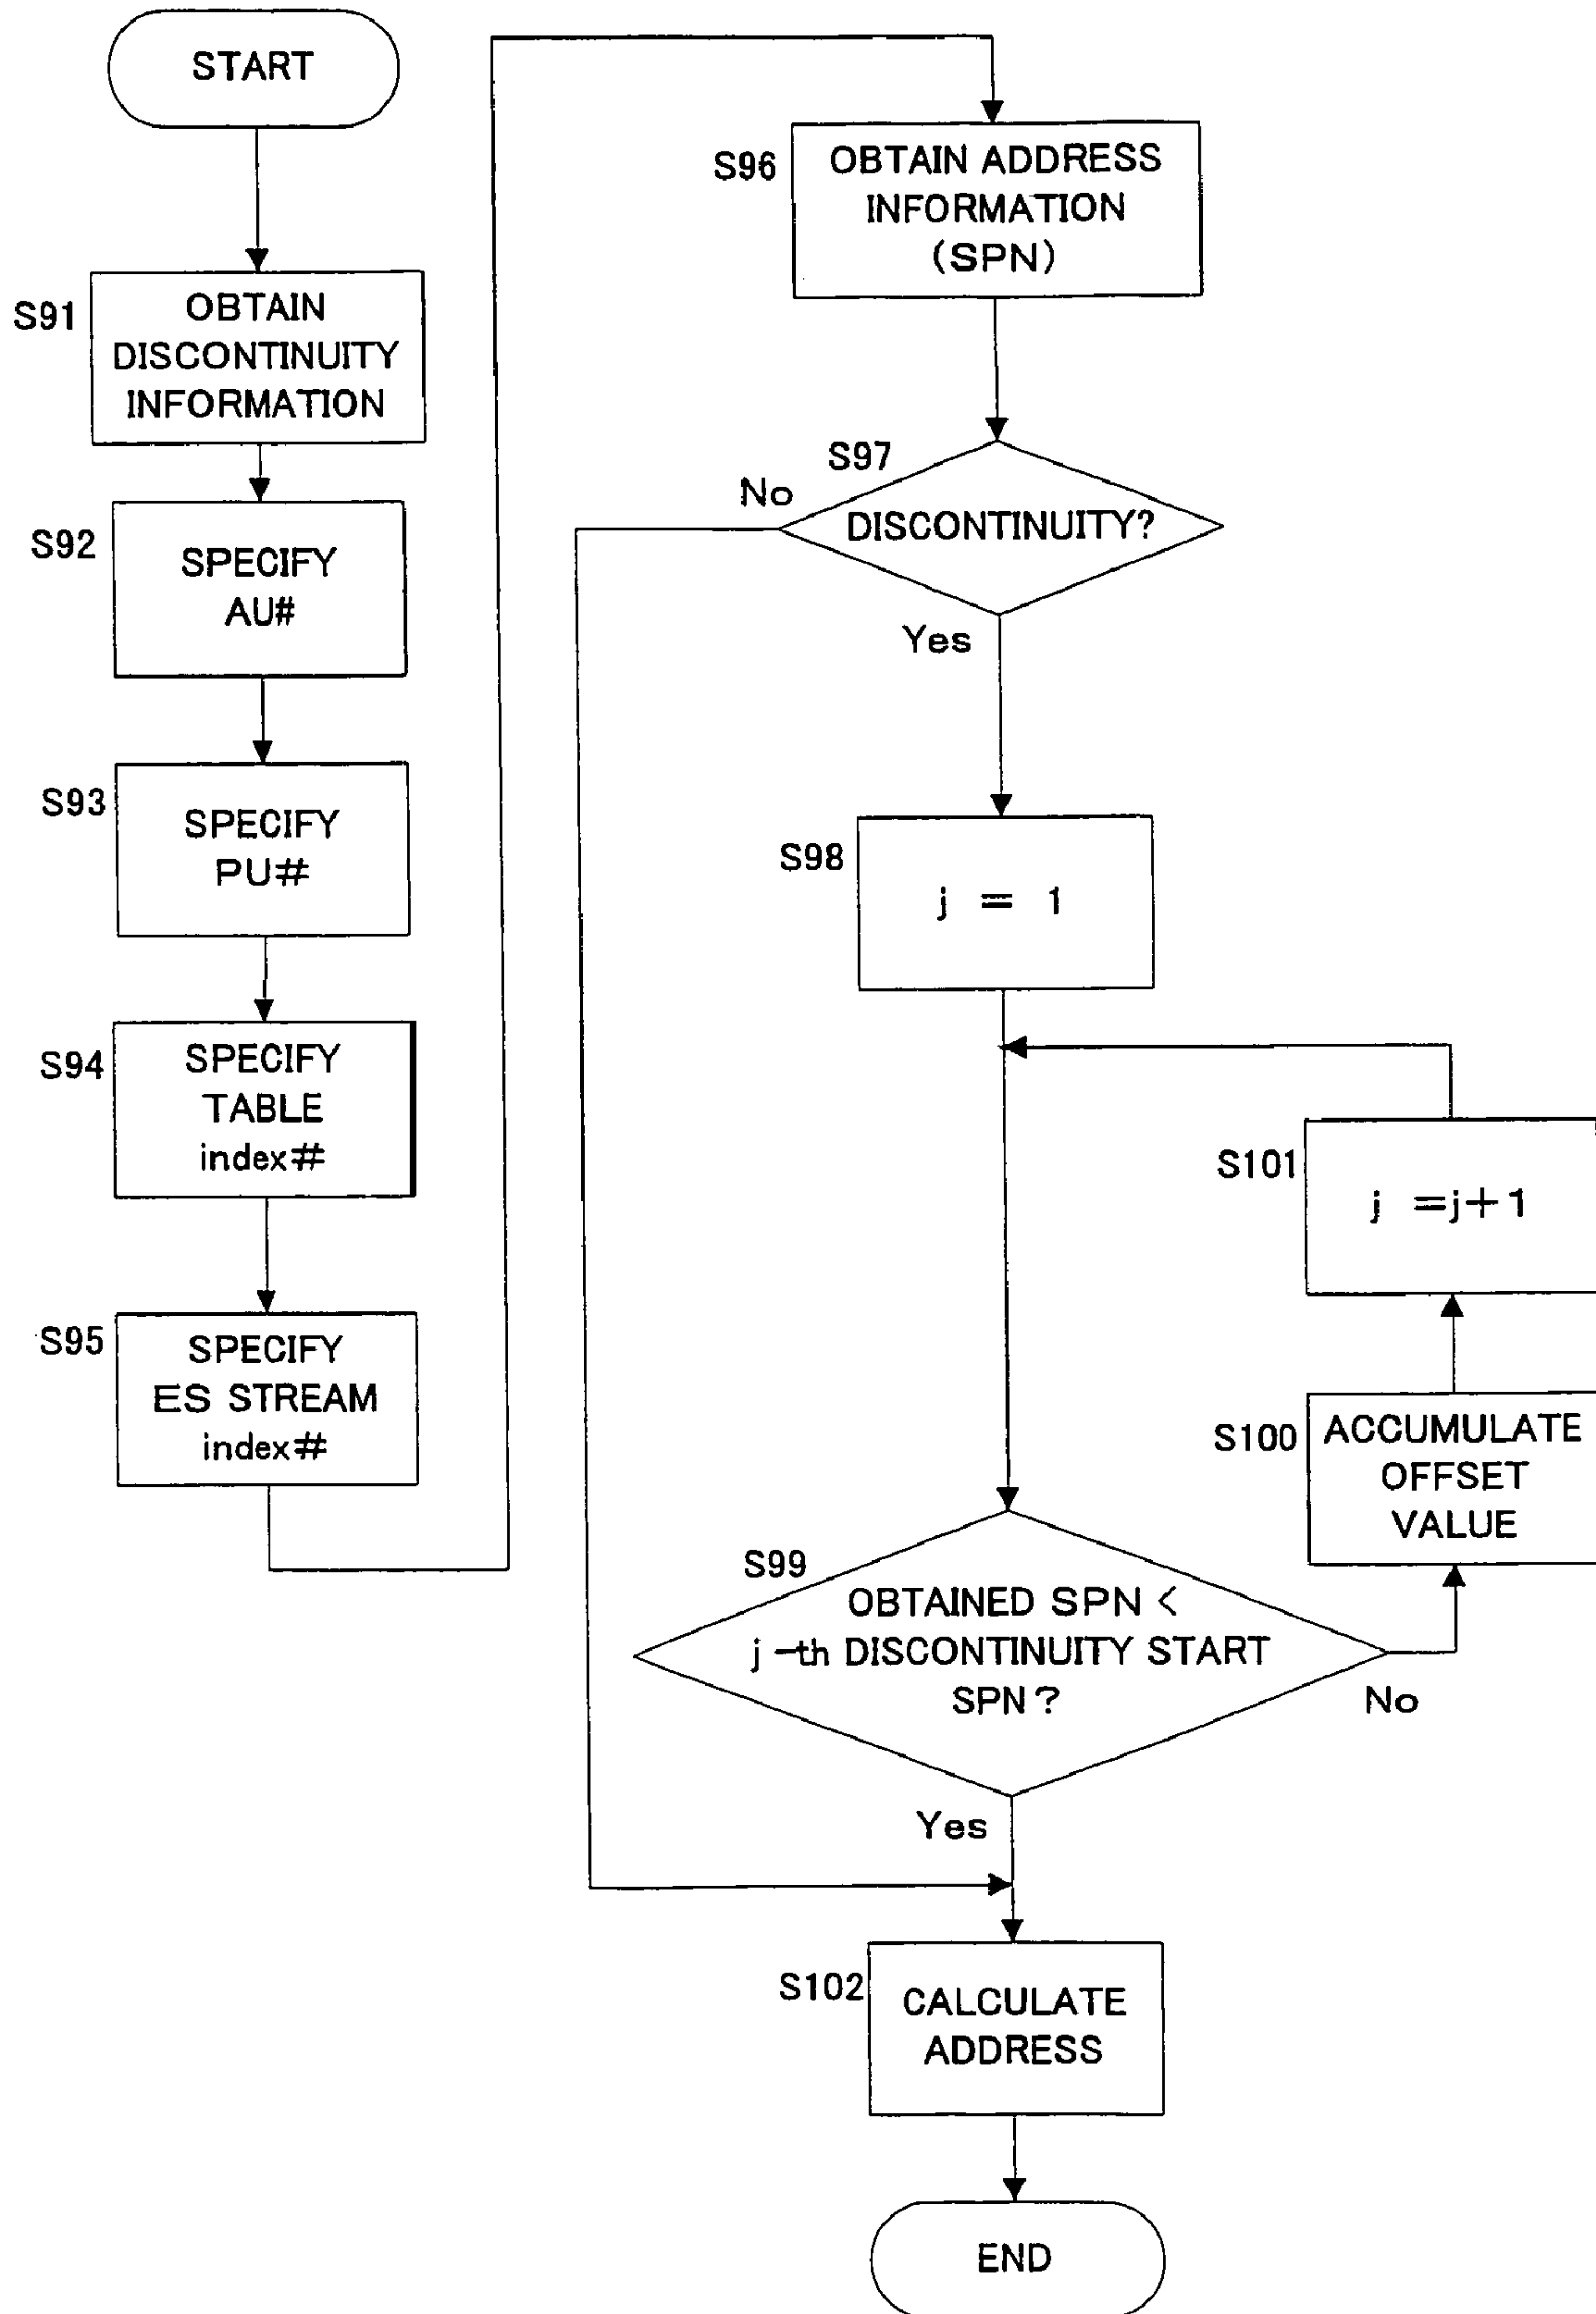 START
S91
OBTAIN
DISCONTINUITY
INFORMATION
S92
SPECIFY
AU#
S93
SPECIFY
PU#
S94
SPECIFY
TABLE
index#
S95
SPECIFY
ES STREAM
index#
S96
OBTAIN ADDRESS
INFORMATION
(SPN)
S97
No
DISCONTINUITY?
Yes
S98
j = 1
S101
j =j+1
S100
ACCUMULATE
OFFSET
VALUE
S99
OBTAINED SPN <
j-th DISCONTINUITY START
SPN?
No
Yes
S102
CALCULATE
ADDRESS
END